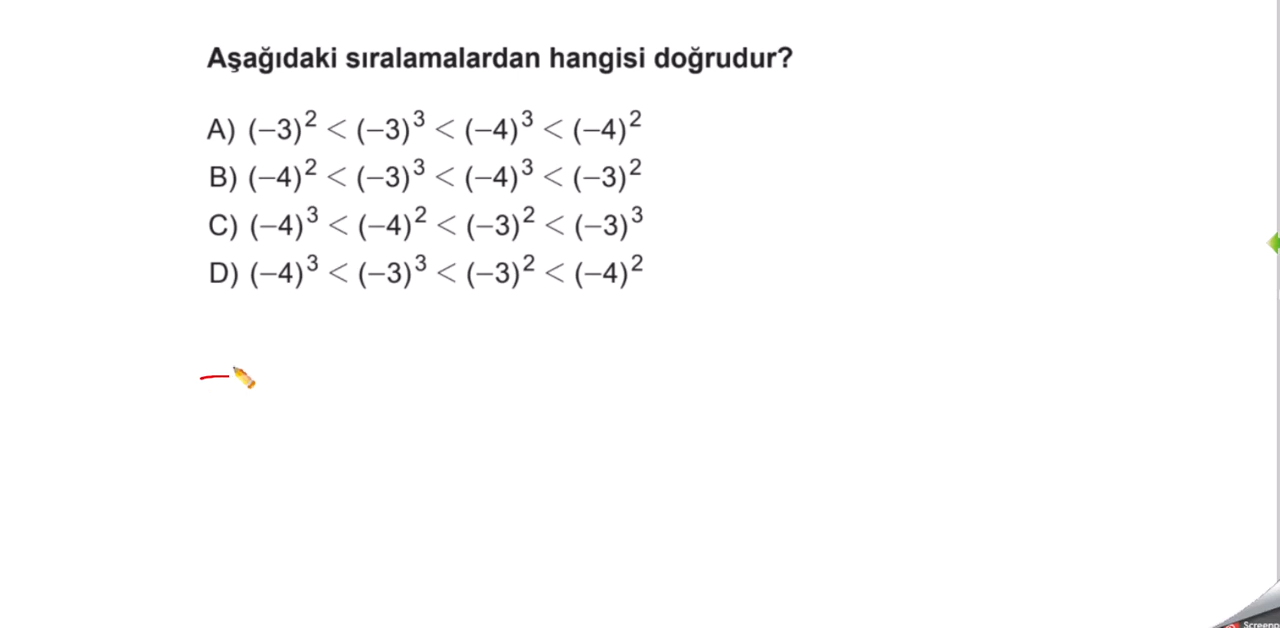 Aşağıdaki sıralamalardan hangisi doğrudur?
A) (−3)² < (−3)³ < (−4)³ < (−4)²
B) (−4)² < (−3)³ < (−4)³ < (−3)²
C) (−4)³ < (−4)² < (−3)² < (−3)³
D) (−4)³ < (−3)³ < (−3)² < (−4)²